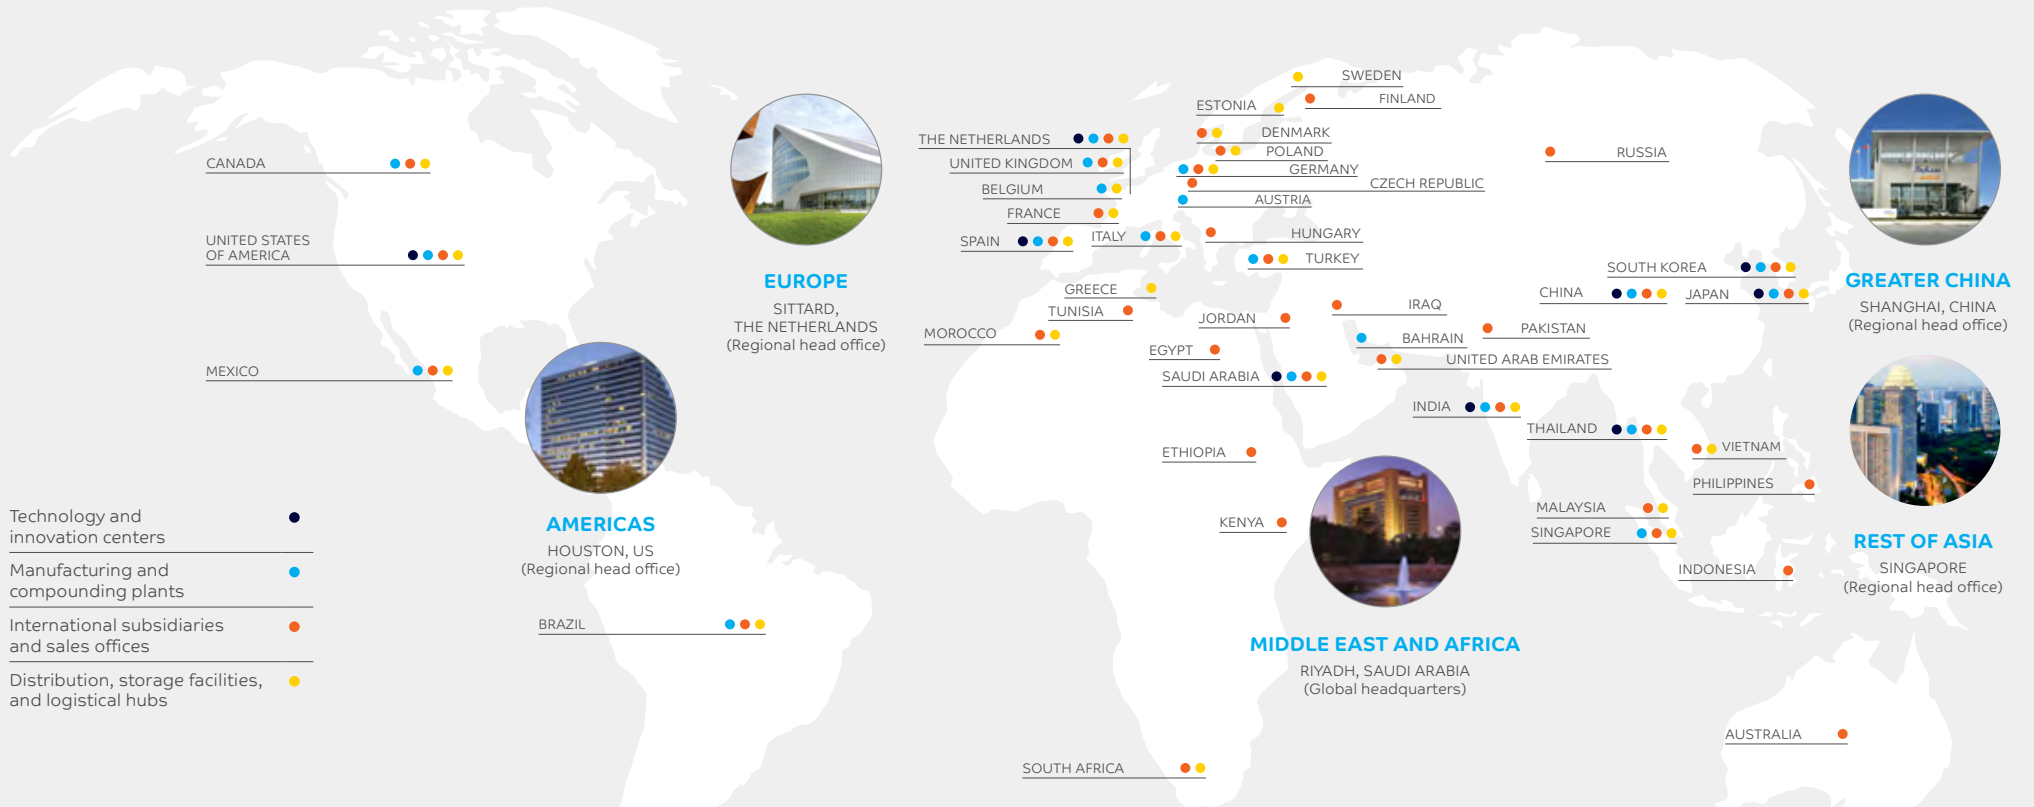 CANADA
UNITED STATES
OF AMERICA
MEXICO
Technology and
innovation centers
Manufacturing and
compounding plants
International subsidiaries
and sales offices
Distribution, storage facilities,
and logistical hubs
AMERICAS
HOUSTON, US
(Regional head office)
BRAZIL
EUROPE
SITTARD,
THE NETHERLANDS
(Regional head office)
THE NETHERLANDS
UNITED KINGDOM
BELGIUM
FRANCE
SPAIN
ITALY
SWEDEN
FINLAND
ESTONIA
DENMARK
POLAND
GERMANY
CZECH REPUBLIC
AUSTRIA
HUNGARY
TURKEY
GREECE
TUNISIA
MOROCCO
JORDAN
EGYPT
SAUDI ARABIA
IRAQ
BAHRAIN
UNITED ARAB EMIRATES
PAKISTAN
RUSSIA
ETHIOPIA
KENYA
SOUTH AFRICA
MIDDLE EAST AND AFRICA
RIYADH, SAUDI ARABIA
(Global headquarters)
SOUTH KOREA
CHINA
JAPAN
INDIA
THAILAND
VIETNAM
PHILIPPINES
MALAYSIA
SINGAPORE
INDONESIA
AUSTRALIA
GREATER CHINA
SHANGHAI, CHINA
(Regional head office)
REST OF ASIA
SINGAPORE
(Regional head office)